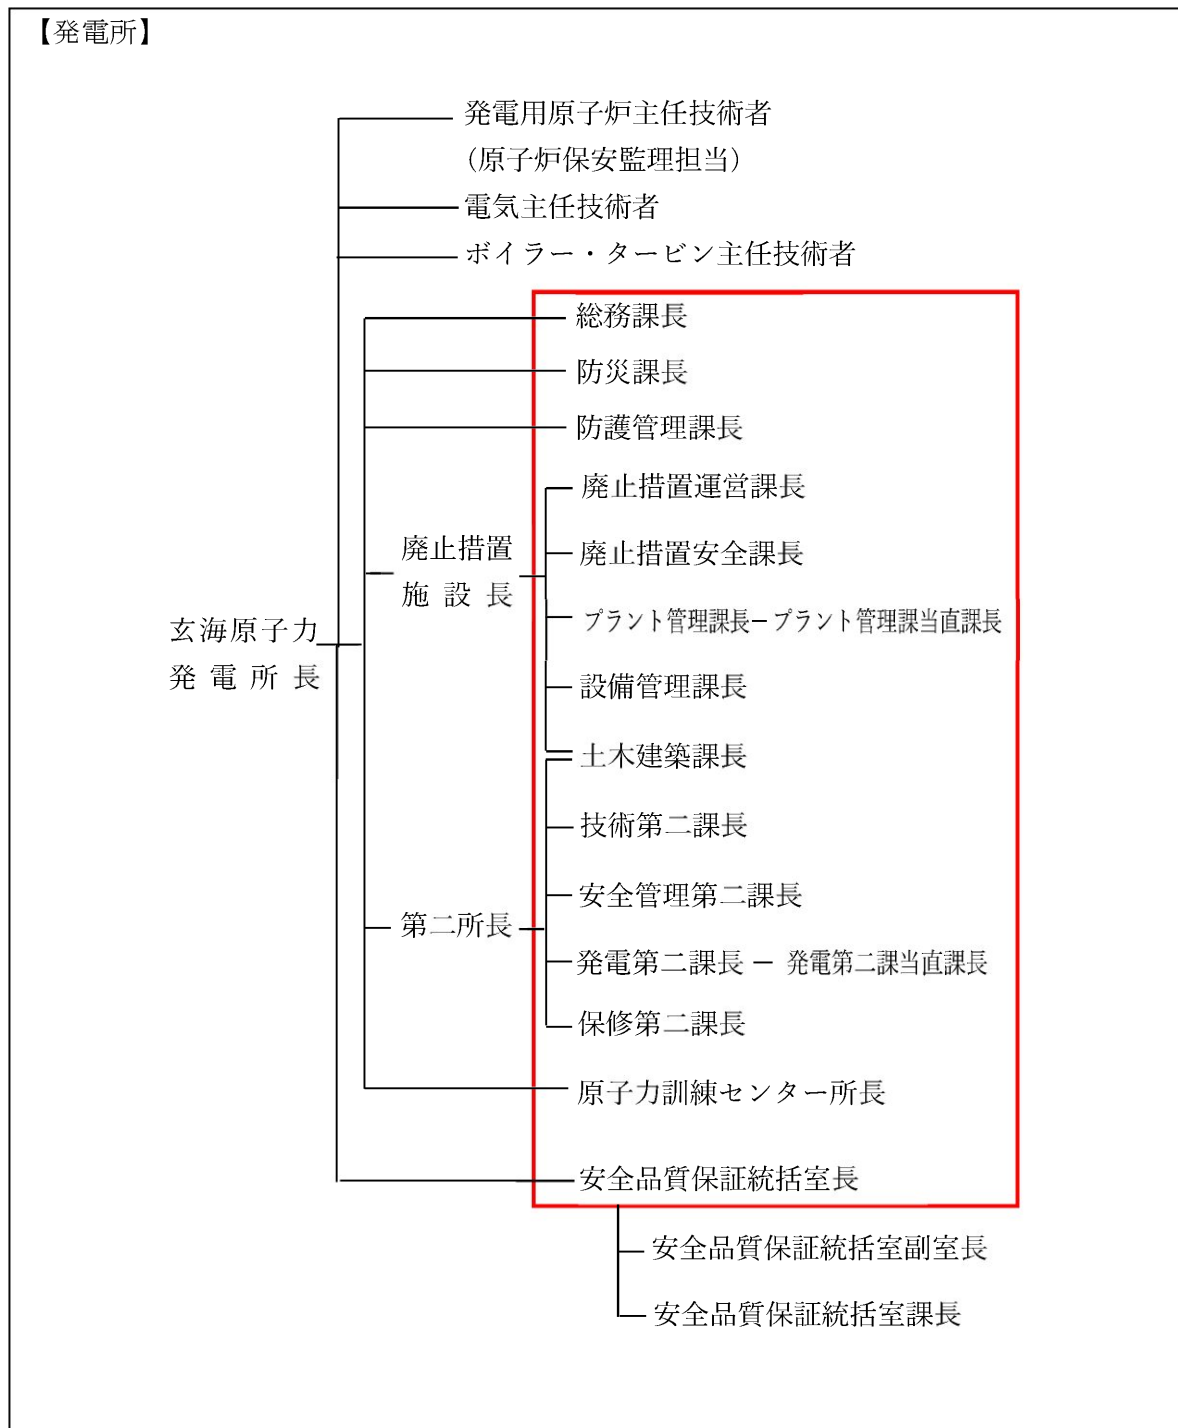 【発電所】
発電用原子炉主任技術者
（原子炉保安監理担当）
電気主任技術者
ボイラー・タービン主任技術者
総務課長
防災課長
防護管理課長
廃止措置運営課長
廃止措置
施設長
廃止措置安全課長
プラント管理課長－プラント管理課当直課長
玄海原子力
発電所長
設備管理課長
土木建築課長
技術第二課長
安全管理第二課長
第二所長
発電第二課長 － 発電第二課当直課長
保修第二課長
原子力訓練センター所長
安全品質保証統括室長
安全品質保証統括室副室長
安全品質保証統括室課長